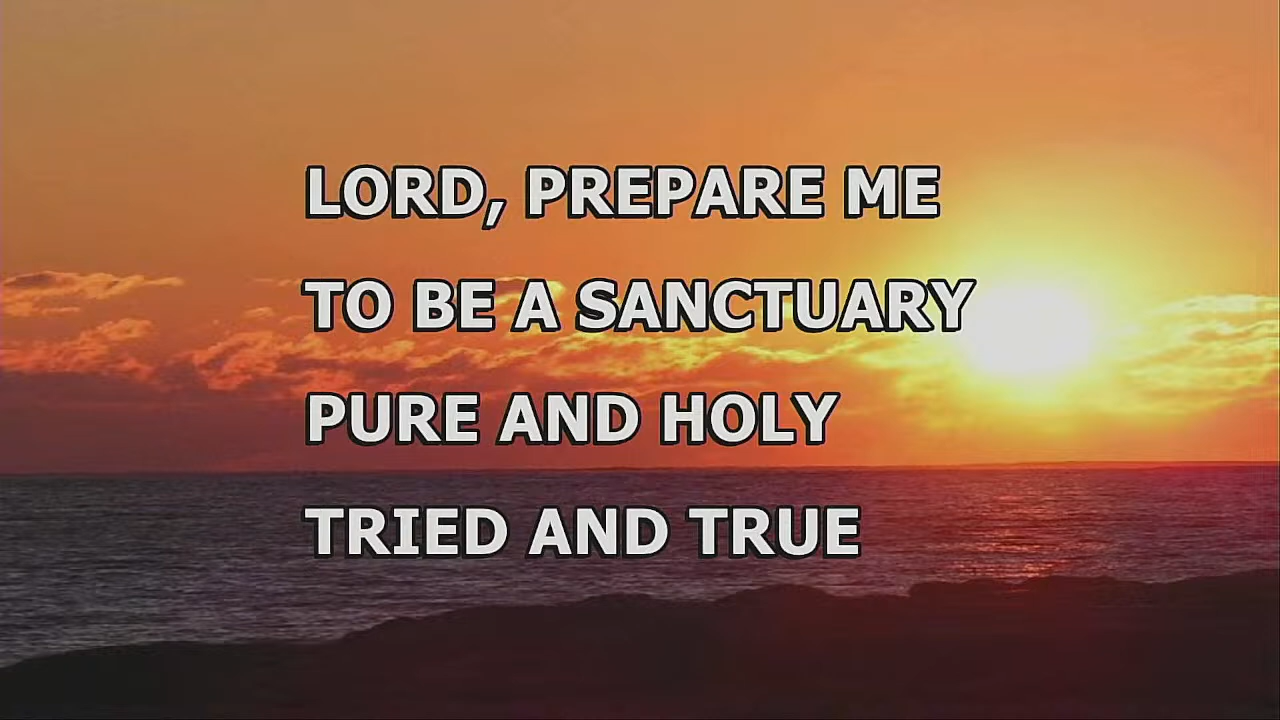 LORD, PREPARE ME
TO BE A SANCTUARY
PURE AND HOLY
TRIED AND TRUE